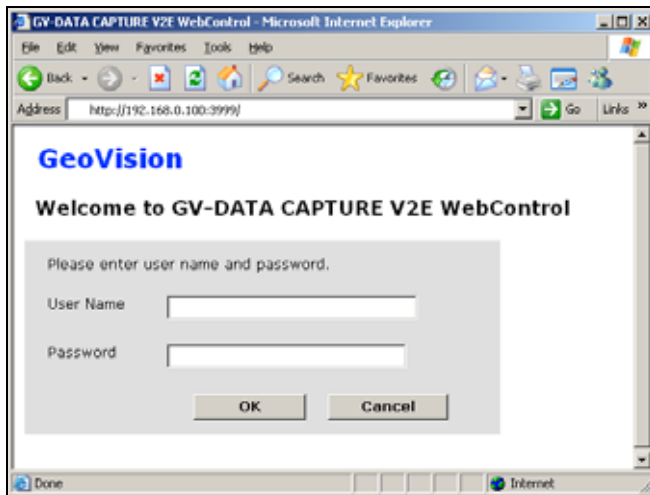 GV-DATA CAPTURE V2E WebControl - Microsoft Internet Explorer
File Edit View Favorites Tools Help
Back Search Favorites
Address http://192.168.0.100:3999/ Go Links »
GeoVision
Welcome to GV-DATA CAPTURE V2E WebControl
Please enter user name and password.
User Name
Password
OK Cancel
Done Internet